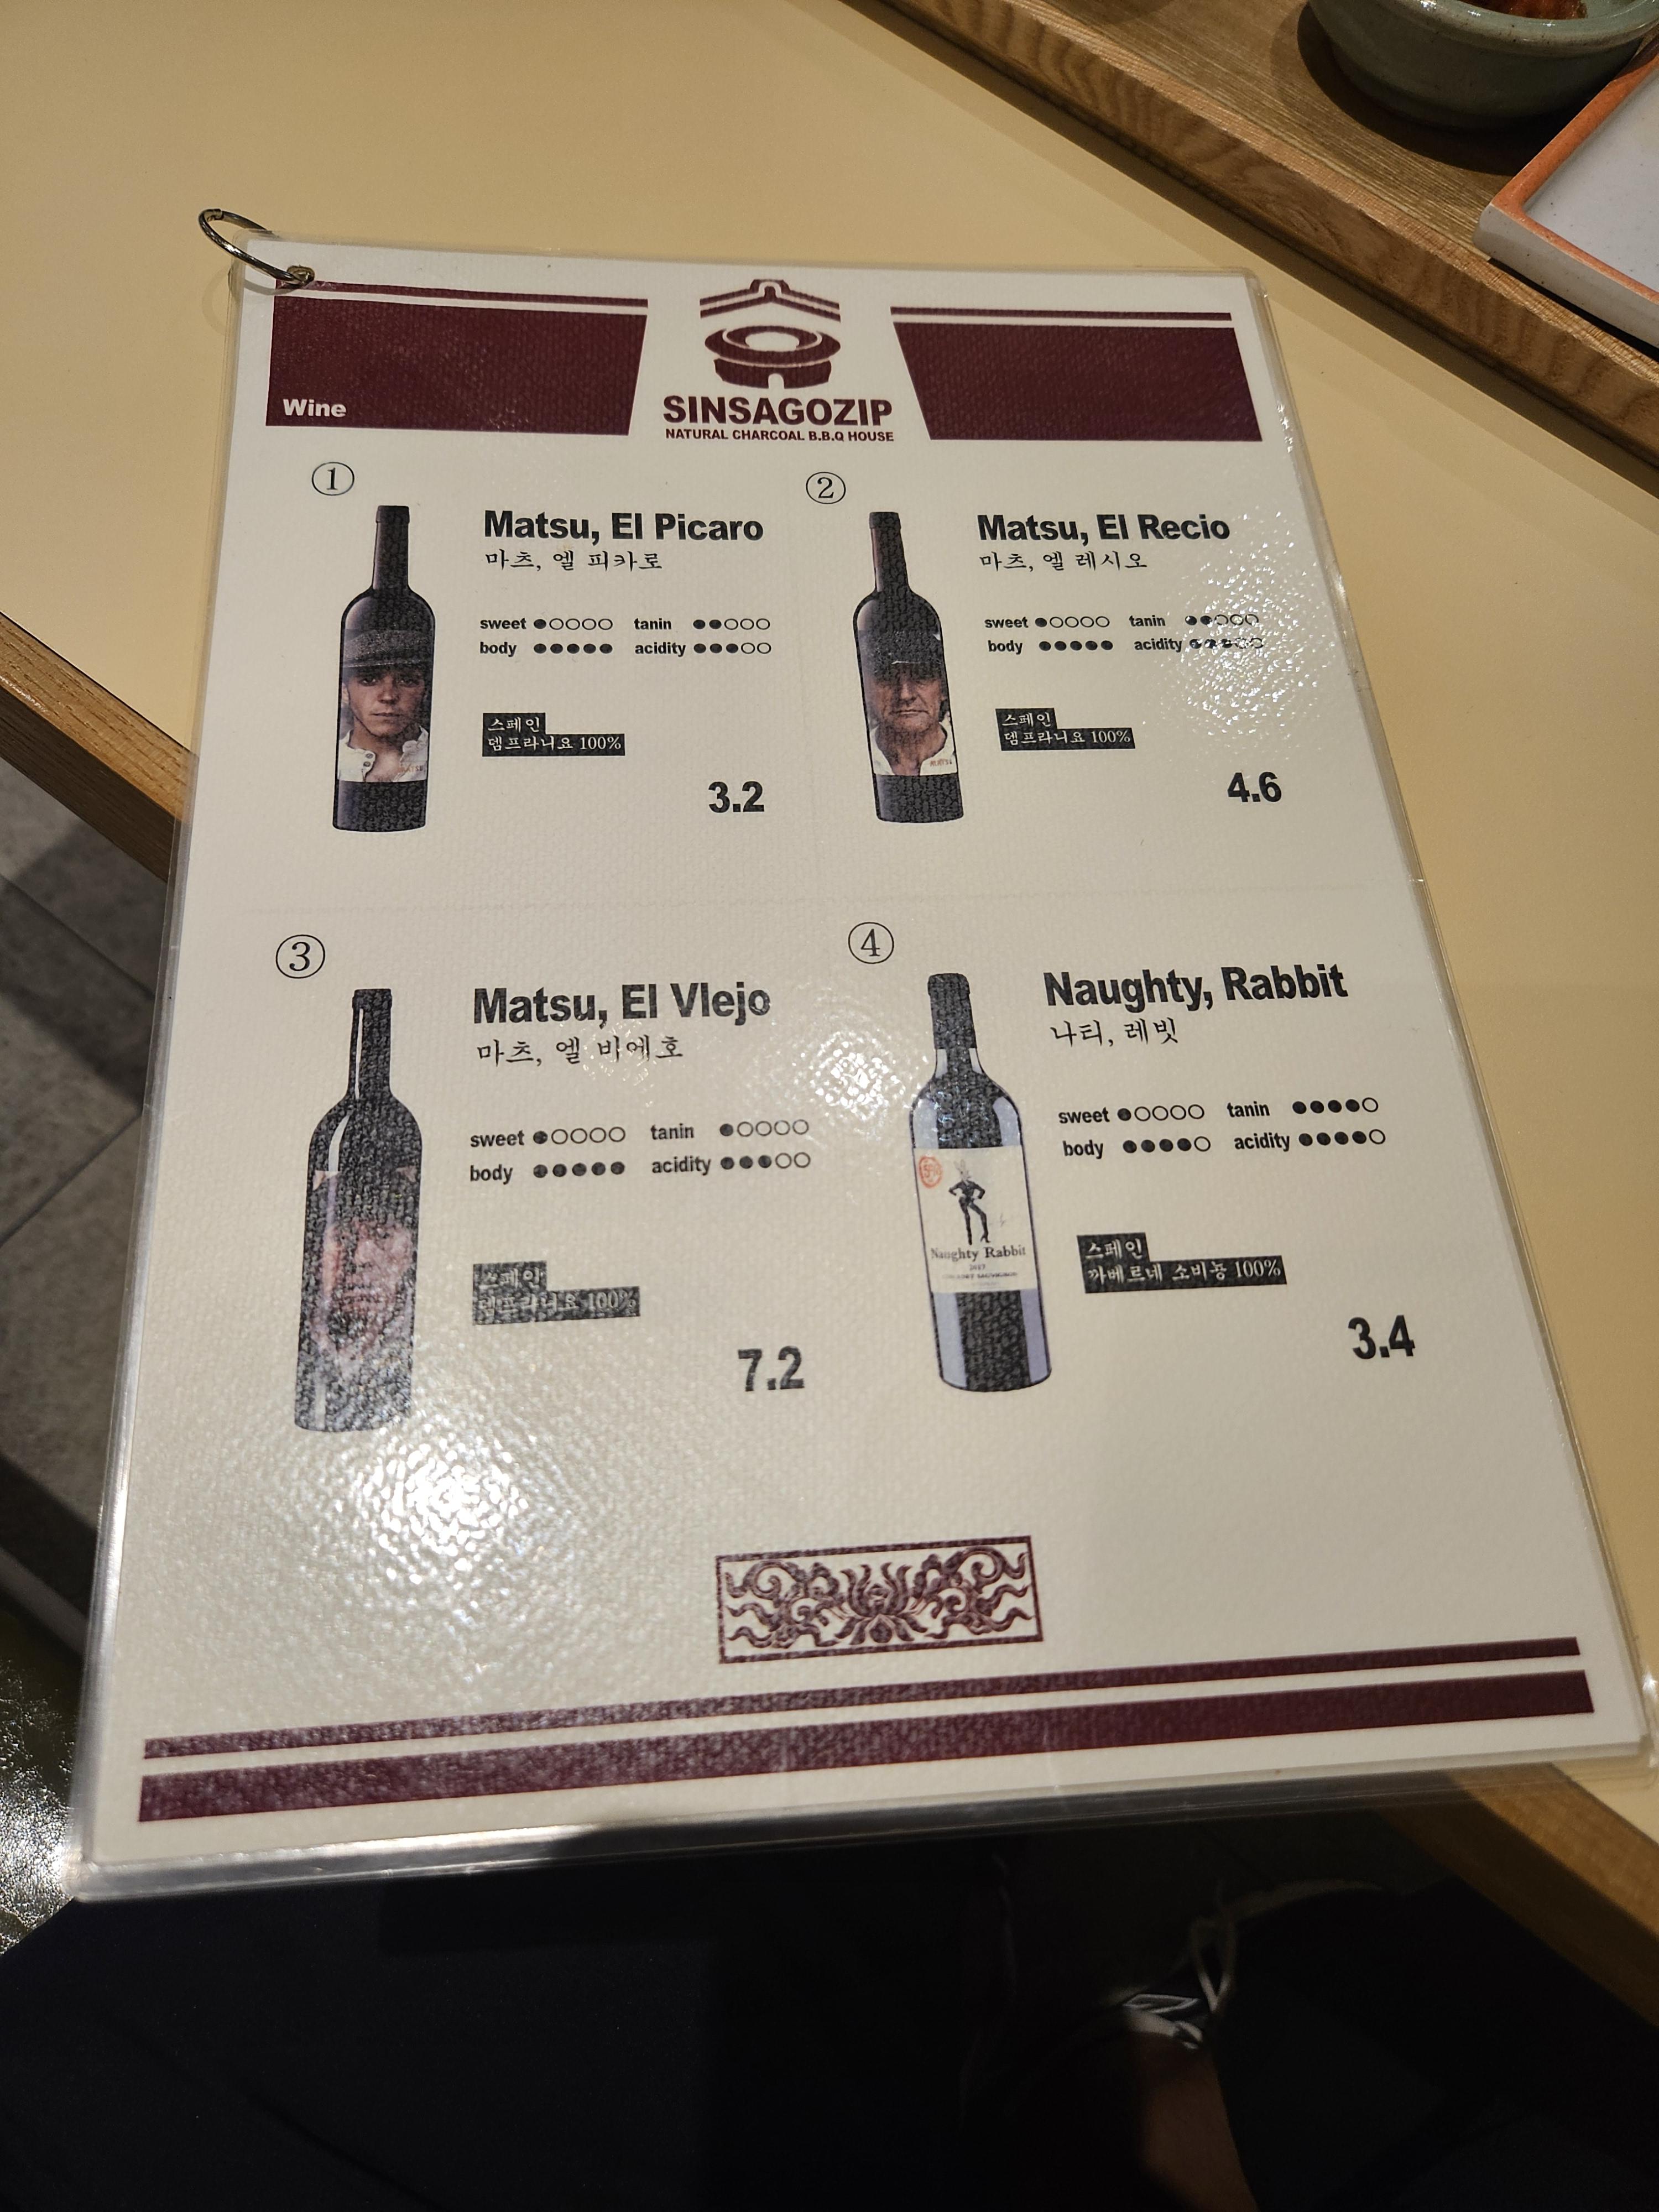 Wine
SINSAGOZIP
NATURAL CHARCOAL B.B.Q HOUSE
①
Matsu, El Picaro
마츠, 엘 피카로
sweet ●○○○○ tanin ●●○○○
body ●●●●● acidity ●●●○○
스페인
뎀프라니요 100%
3.2
②
Matsu, El Recio
마츠, 엘 레시오
sweet ●○○○○ tanin ●●○○○
body ●●●●● acidity ●●●○○
스페인
뎀프라니요 100%
4.6
③
Matsu, El Vlejo
마츠, 엘 비에호
sweet ●○○○○ tanin ●○○○○
body ●●●●● acidity ●●●○○
스페인
뎀프라니요 100%
7.2
④
Naughty, Rabbit
나티, 레빗
sweet ●○○○○ tanin ●●●●○
body ●●●●○ acidity ●●●●○
Naughty Rabbit
2017
스페인
까베르네 소비뇽 100%
3.4